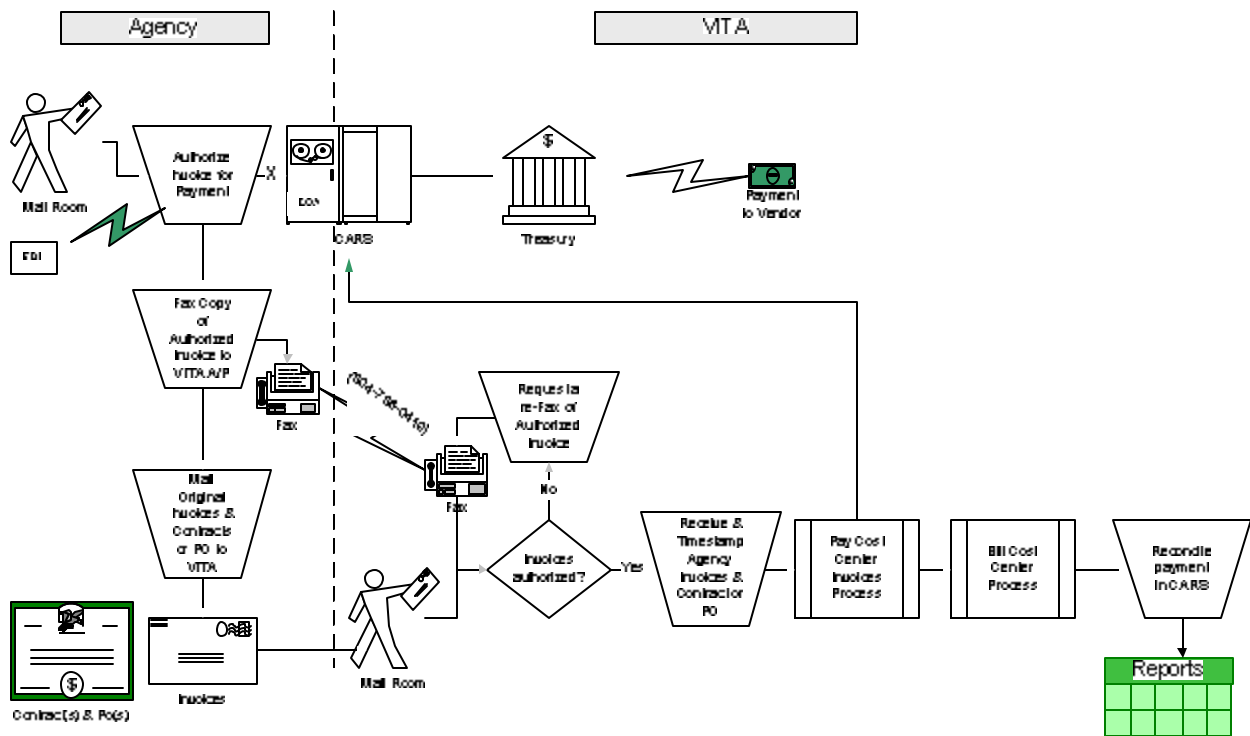 Agency
VITA
Authorize
Invoice for
Payment
X
DOA
$
Mail Room
EDI
CARS
Treasury
Payment
to Vendor
Fax Copy
of
Authorized
Invoice to
VITA A/P
Fax
Request a
re-Fax of
Authorized
Invoice
Fax
No
Mail
Original
Invoices &
Contracts
or PO to
VITA
Invoices
authorized?
Yes
Receive &
Timestamp
Agency
Invoices &
Contract or
PO
Pay Cost
Center
Invoices
Process
Bill Cost
Center
Process
Reconcile
payment
in CARS
Mail Room
Reports
$
Invoices
Contract(s) & Po(s)